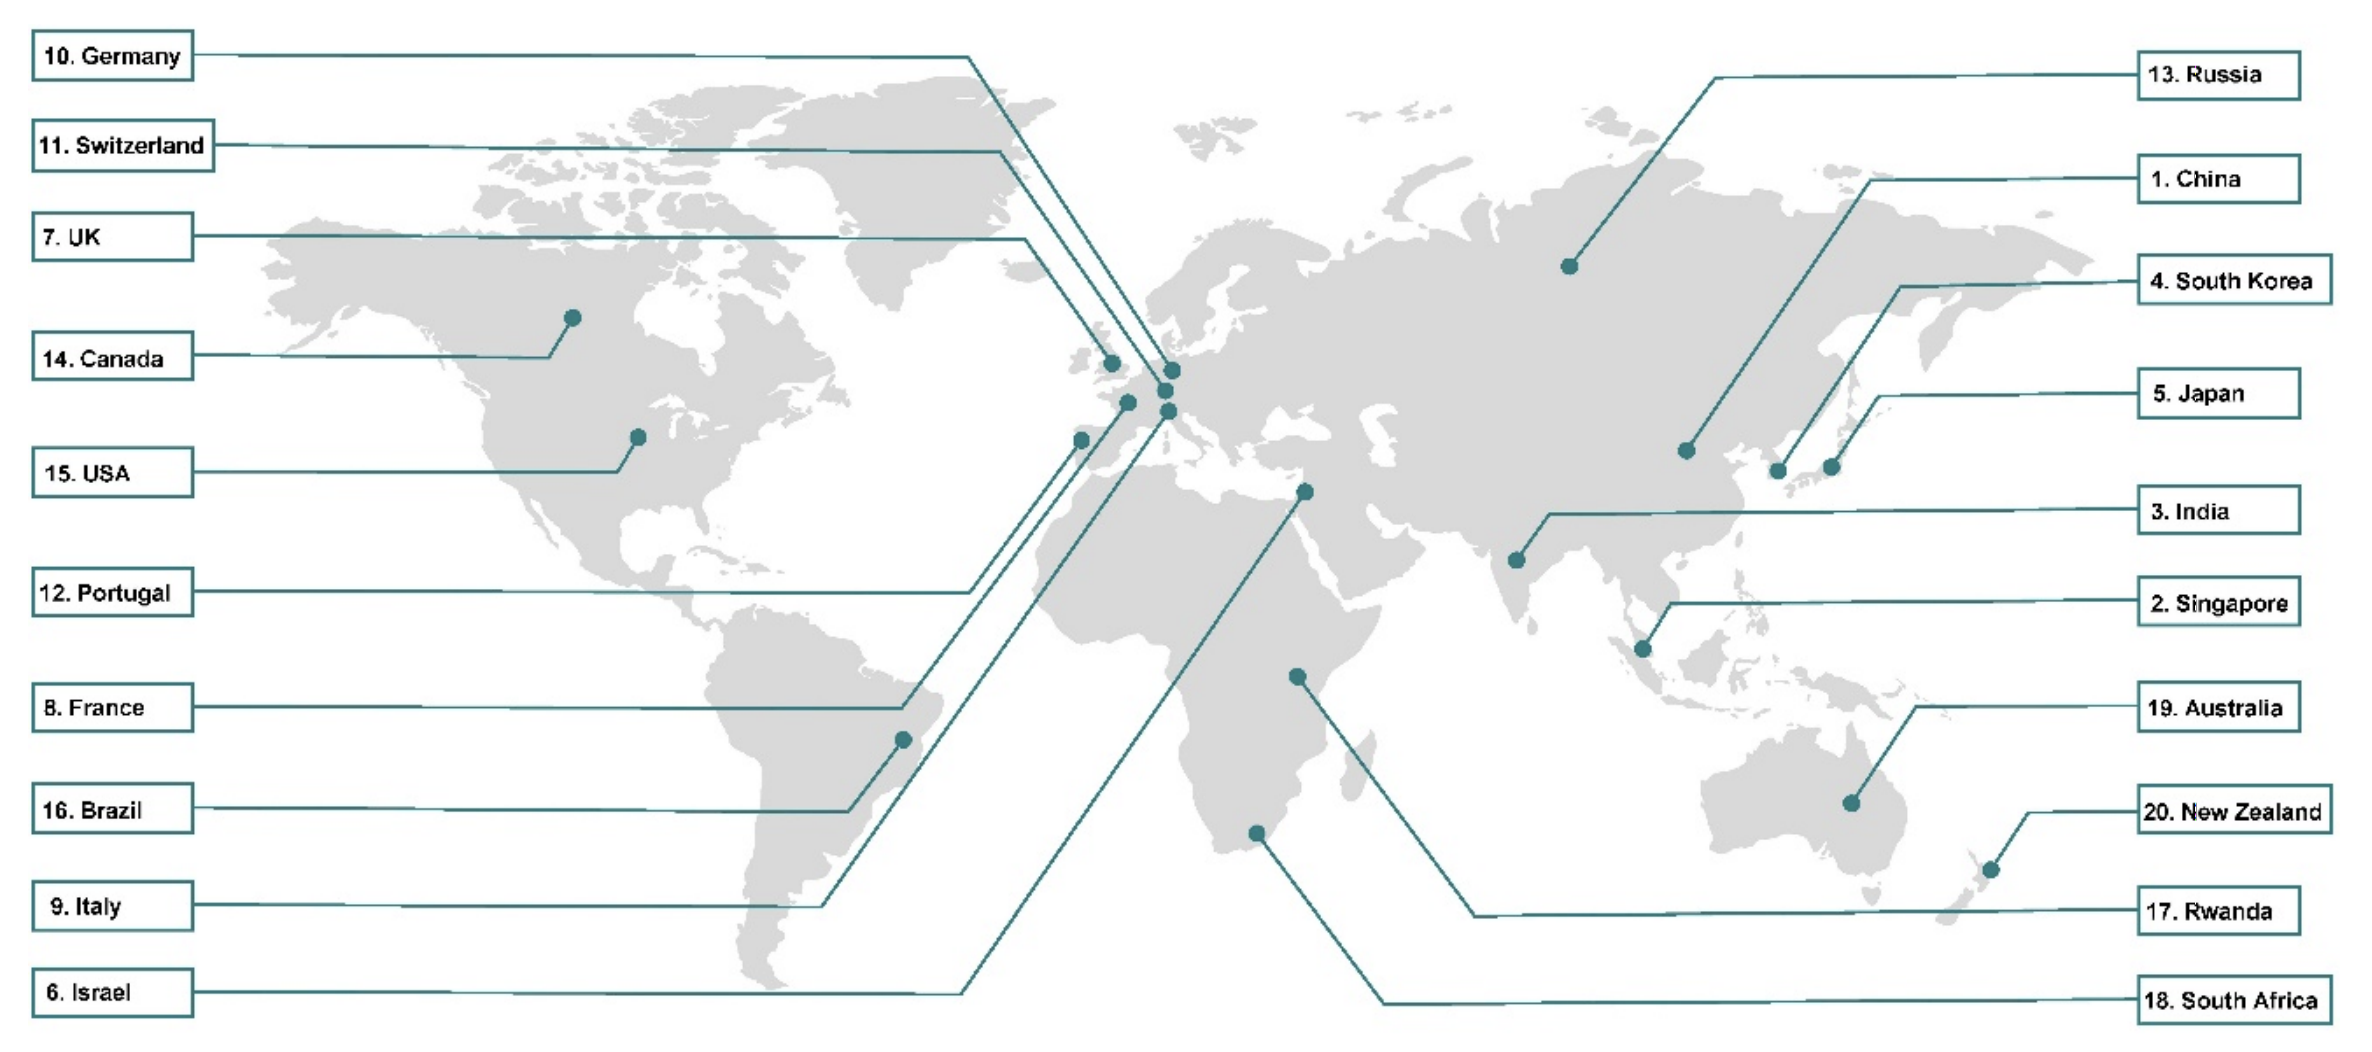 10. Germany
11. Switzerland
7. UK
14. Canada
15. USA
12. Portugal
8. France
16. Brazil
9. Italy
6. Israel
13. Russia
1. China
4. South Korea
5. Japan
3. India
2. Singapore
19. Australia
20. New Zealand
17. Rwanda
18. South Africa